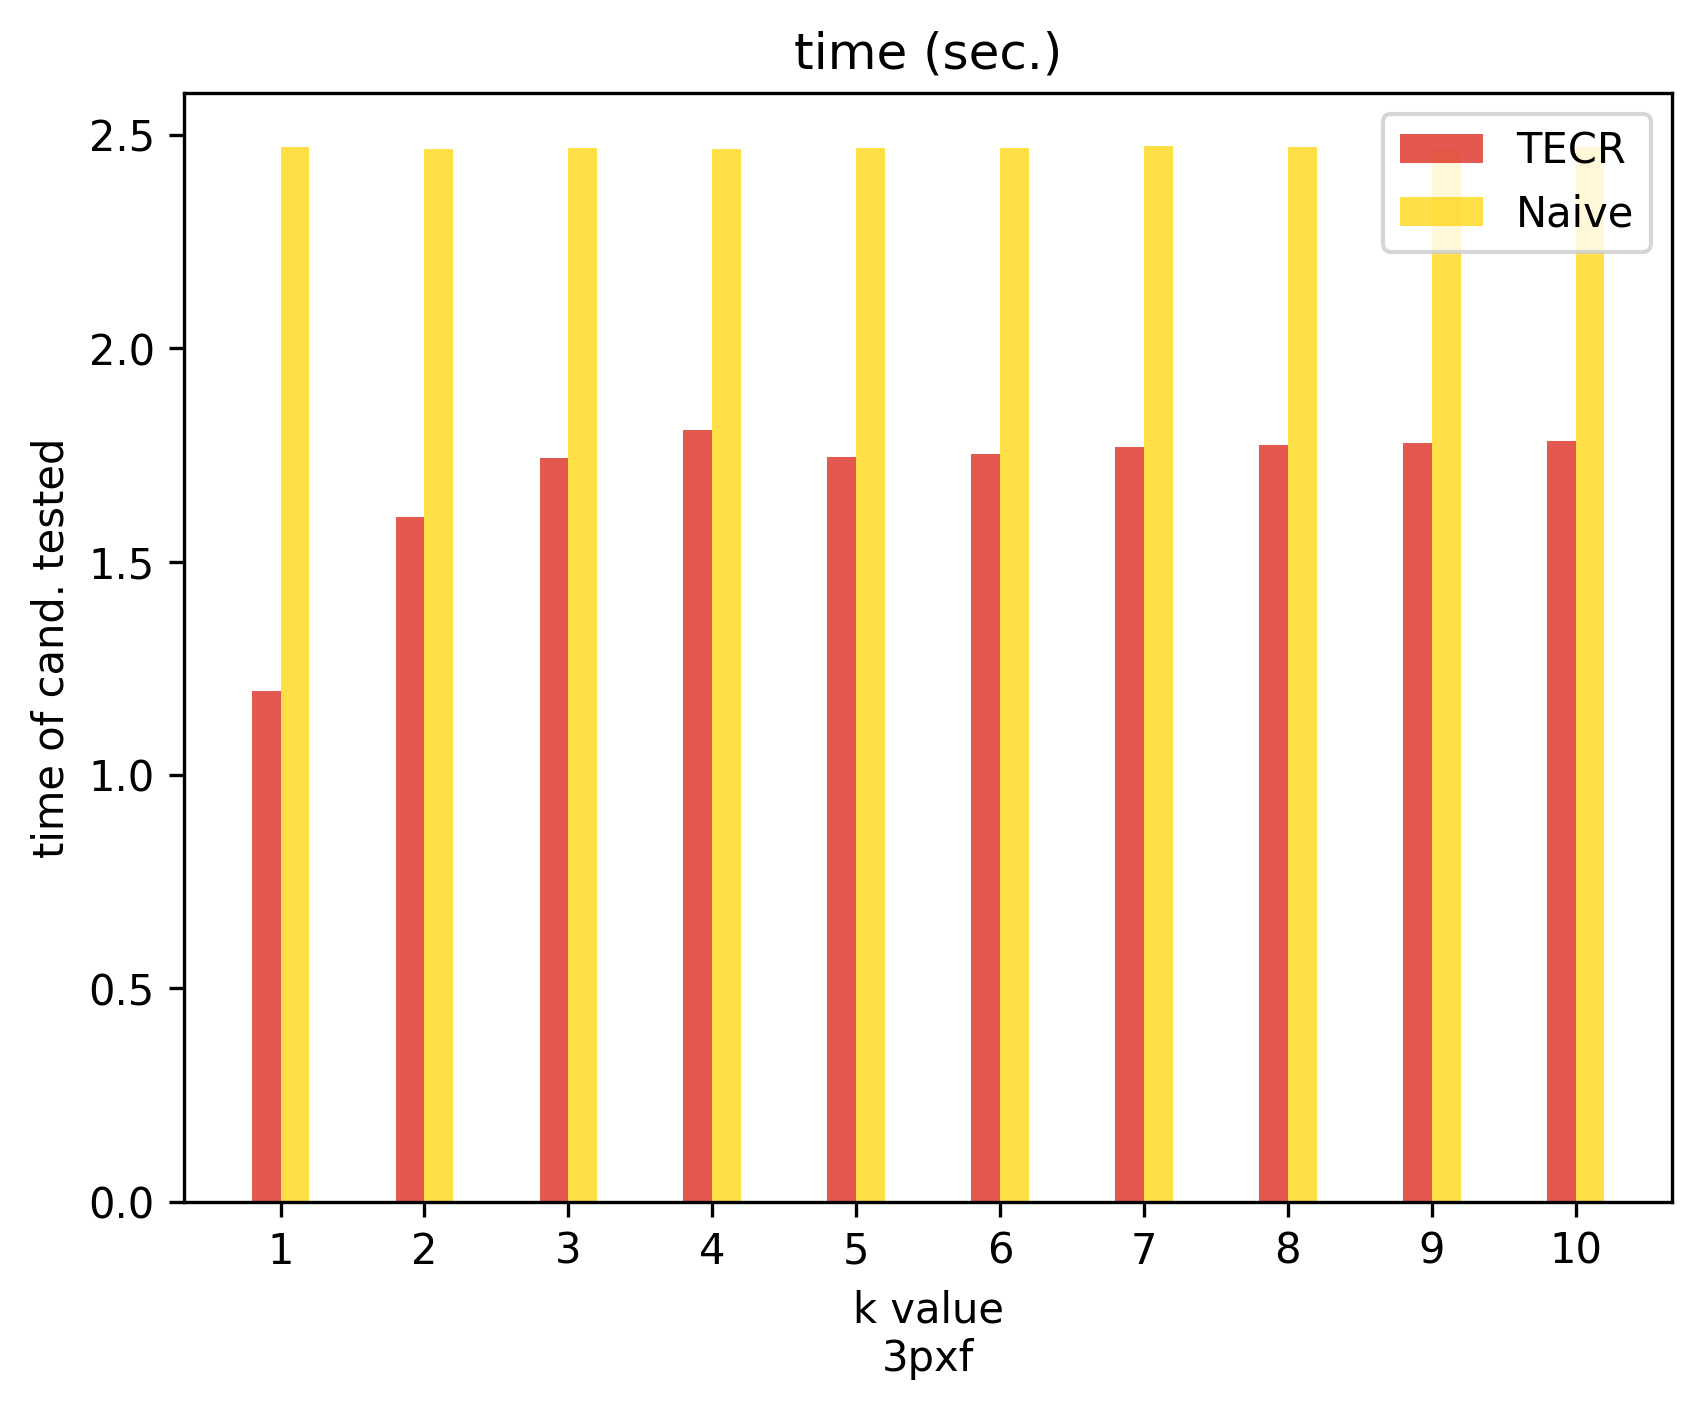 time (sec.)
TECR
Naive
2.5
2.0
1.5
1.0
0.5
0.0
time of cand. tested
1 2 3 4 5 6 7 8 9 10
k value
3pxf